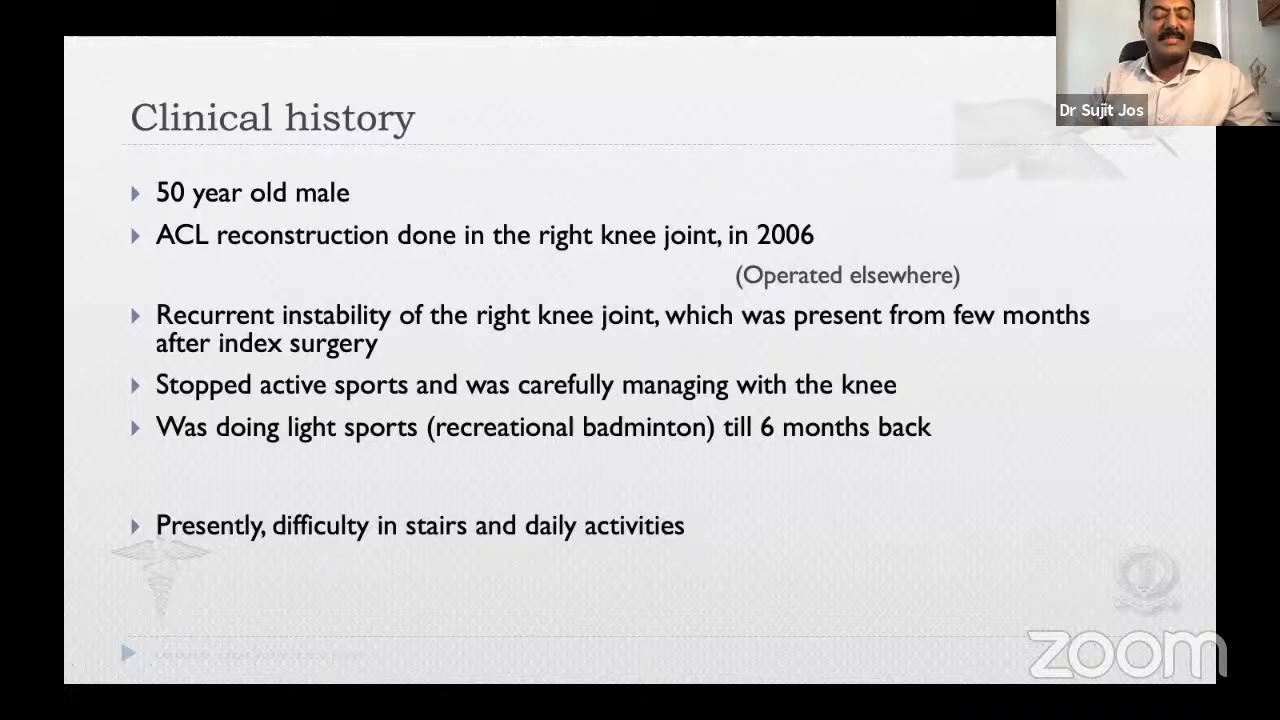 Dr Sujit Jos
Clinical history
50 year old male
ACL reconstruction done in the right knee joint, in 2006
(Operated elsewhere)
Recurrent instability of the right knee joint, which was present from few months
after index surgery
Stopped active sports and was carefully managing with the knee
Was doing light sports (recreational badminton) till 6 months back
Presently, difficulty in stairs and daily activities
zoom